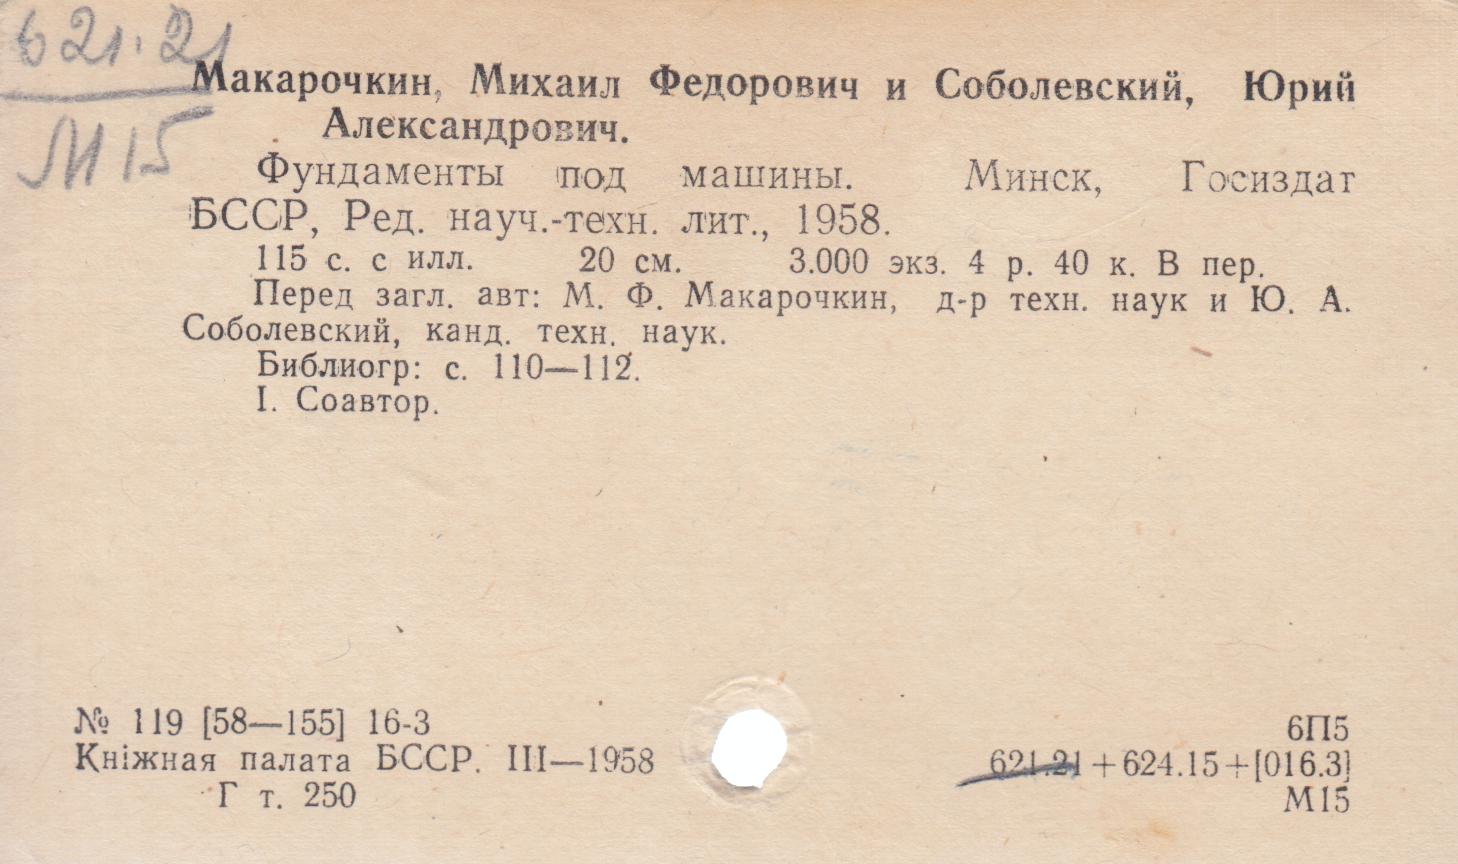 621.21
М15
Макарочкин, Михаил Федорович и Соболевский, Юрий
Александрович.
Фундаменты под машины. Минск, Госиздат
БССР, Ред. науч.-техн. лит., 1958.
115 с. с илл. 20 см. 3.000 экз. 4 р. 40 к. В пер.
Перед загл. авт: М. Ф. Макарочкин, д-р техн. наук и Ю. А.
Соболевский, канд. техн. наук.
Библиогр: с. 110—112.
I. Соавтор.
№ 119 [58—155] 16-3
Кніжная палата БССР. III—1958
Г т. 250
6П5
621.21+624.15+[016.3]
М15